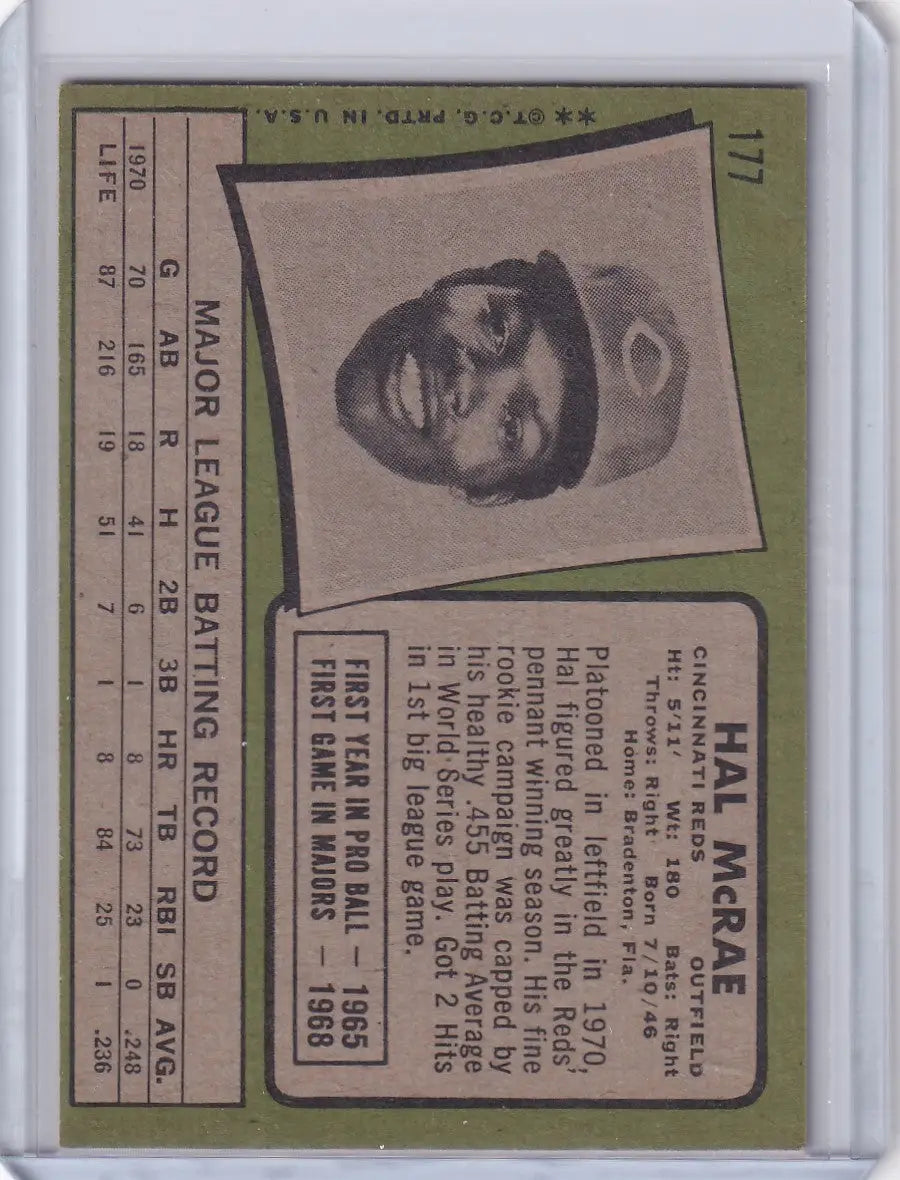 177
**©T.C.G. PRTD. IN U.S.A.
HAL McRAE
CINCINNATI REDS OUTFIELD
Ht: 5'11' Wt: 180 Bats: Right
Throws: Right Born 7/10/46
Home: Bradenton, Fla.
Platooned in leftfield in 1970,
Hal figured greatly in the Reds'
pennant winning season. His fine
rookie campaign was capped by
his healthy .455 Batting Average
in World Series play. Got 2 Hits
in 1st big league game.
FIRST YEAR IN PRO BALL — 1965
FIRST GAME IN MAJORS — 1968
MAJOR LEAGUE BATTING RECORD
G AB R H 2B 3B HR TB RBI SB AVG.
1970 70 165 18 41 6 1 8 73 23 0 .248
LIFE 87 216 19 51 7 1 8 84 25 1 .236